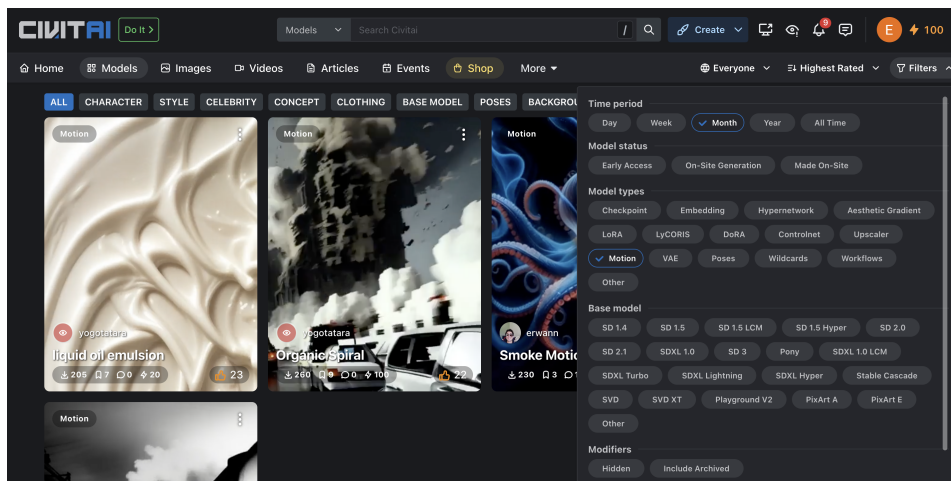 CIVITAI Do It > Models Search Civitai / Create 9 E 100
Home Models Images Videos Articles Events Shop More Everyone Highest Rated Filters
ALL CHARACTER STYLE CELEBRITY CONCEPT CLOTHING BASE MODEL POSES BACKGROU
Motion
yogotatara
liquid oil emulsion
205 7 0 20 23
Motion
yogotatara
Organic Spiral
260 9 0 100 22
Motion
erwann
Smoke Motio
230 3 1
Motion
Time period
Day Week Month Year All Time
Model status
Early Access On-Site Generation Made On-Site
Model types
Checkpoint Embedding Hypernetwork Aesthetic Gradient
LoRA LyCORIS DoRA Controlnet Upscaler
Motion VAE Poses Wildcards Workflows
Other
Base model
SD 1.4 SD 1.5 SD 1.5 LCM SD 1.5 Hyper SD 2.0
SD 2.1 SDXL 1.0 SD 3 Pony SDXL 1.0 LCM
SDXL Turbo SDXL Lightning SDXL Hyper Stable Cascade
SVD SVD XT Playground V2 PixArt A PixArt E
Other
Modifiers
Hidden Include Archived